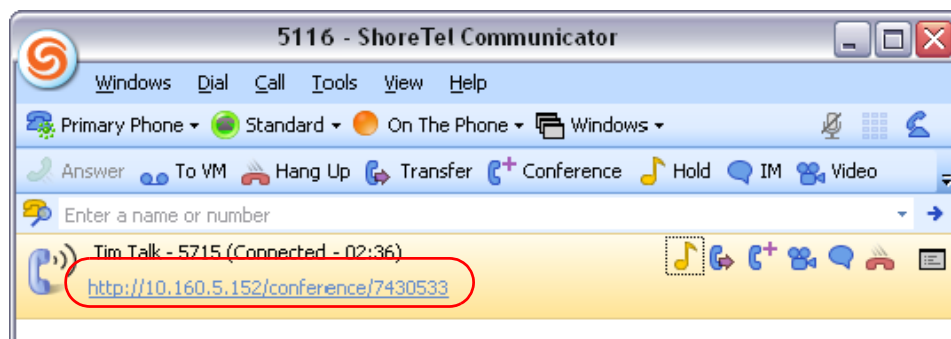 5116 - ShoreTel Communicator
Windows Dial Call Tools View Help
Primary Phone Standard On The Phone Windows
Answer To VM Hang Up Transfer Conference Hold IM Video
Enter a name or number
Tim Talk - 5715 (Connected - 02:36)
http://10.160.5.152/conference/7430533